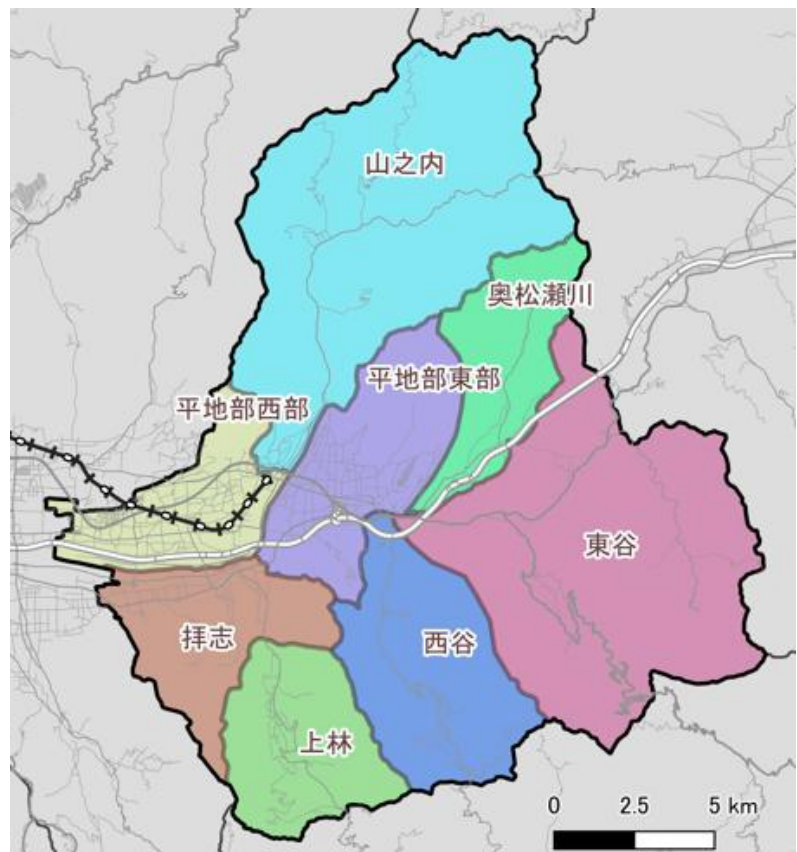 山之内
奥松瀬川
平地部東部
平地部西部
東谷
拝志
西谷
上林
0 2.5 5 km